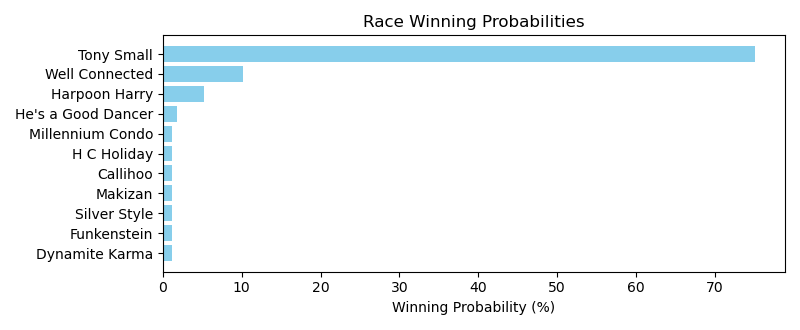 Race Winning Probabilities
Tony Small
Well Connected
Harpoon Harry
He's a Good Dancer
Millennium Condo
H C Holiday
Callihoo
Makizan
Silver Style
Funkenstein
Dynamite Karma
0 10 20 30 40 50 60 70
Winning Probability (%)